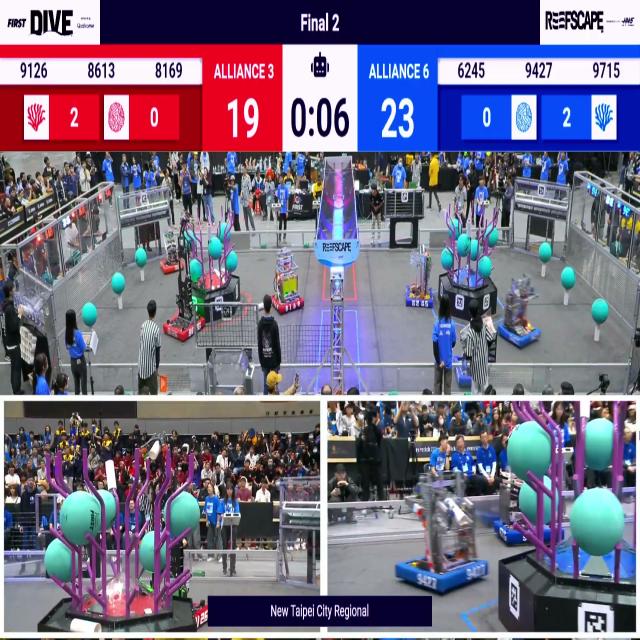 FIRST DIVE
Final 2
REEFSCAPE
9126 8613 8169
ALLIANCE 3
ALLIANCE 6
6245 9427 9715
2 0
19
0:06
23
0 2
REEFSCAPE
9427
New Taipei City Regional